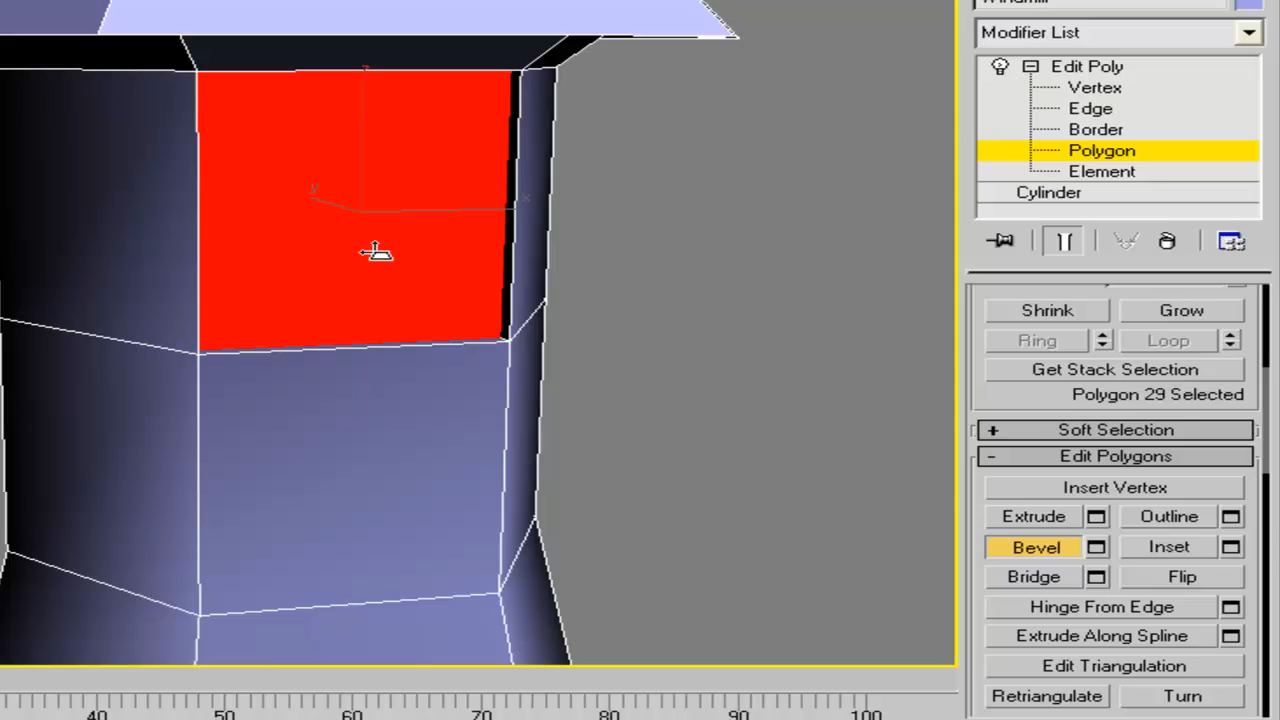 Windmill
Modifier List
Edit Poly
Vertex
Edge
Border
Polygon
Element
Cylinder
Shrink Grow
Ring Loop
Get Stack Selection
Polygon 29 Selected
+ Soft Selection
- Edit Polygons
Insert Vertex
Extrude Outline
Bevel Inset
Bridge Flip
Hinge From Edge
Extrude Along Spline
Edit Triangulation
Retriangulate Turn
z
y
x
40 50 60 70 80 90 100